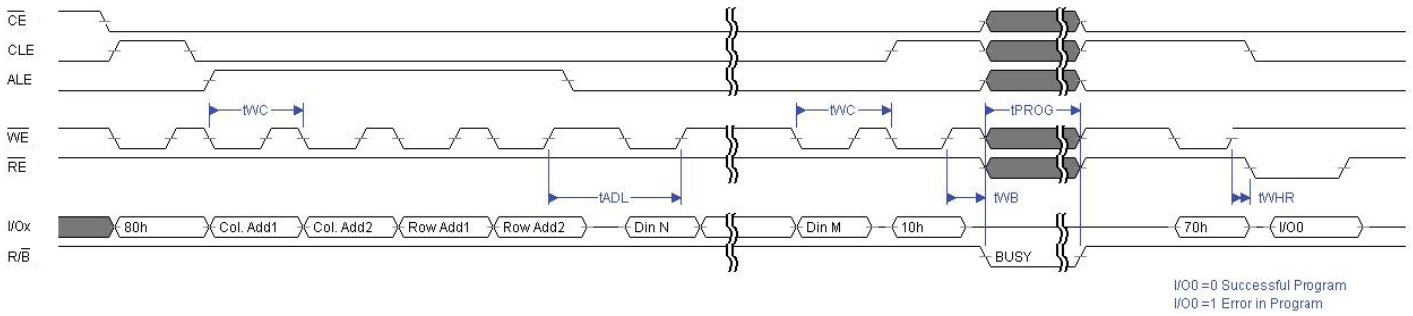 CE
CLE
ALE
tWC tWC tPROG
WE
RE
tADL tWB tWHR
I/Ox 80h Col. Add1 Col. Add2 Row Add1 Row Add2 Din N Din M 10h 70h I/O0
R/B BUSY
I/O0 =0 Successful Program
I/O0 =1 Error in Program